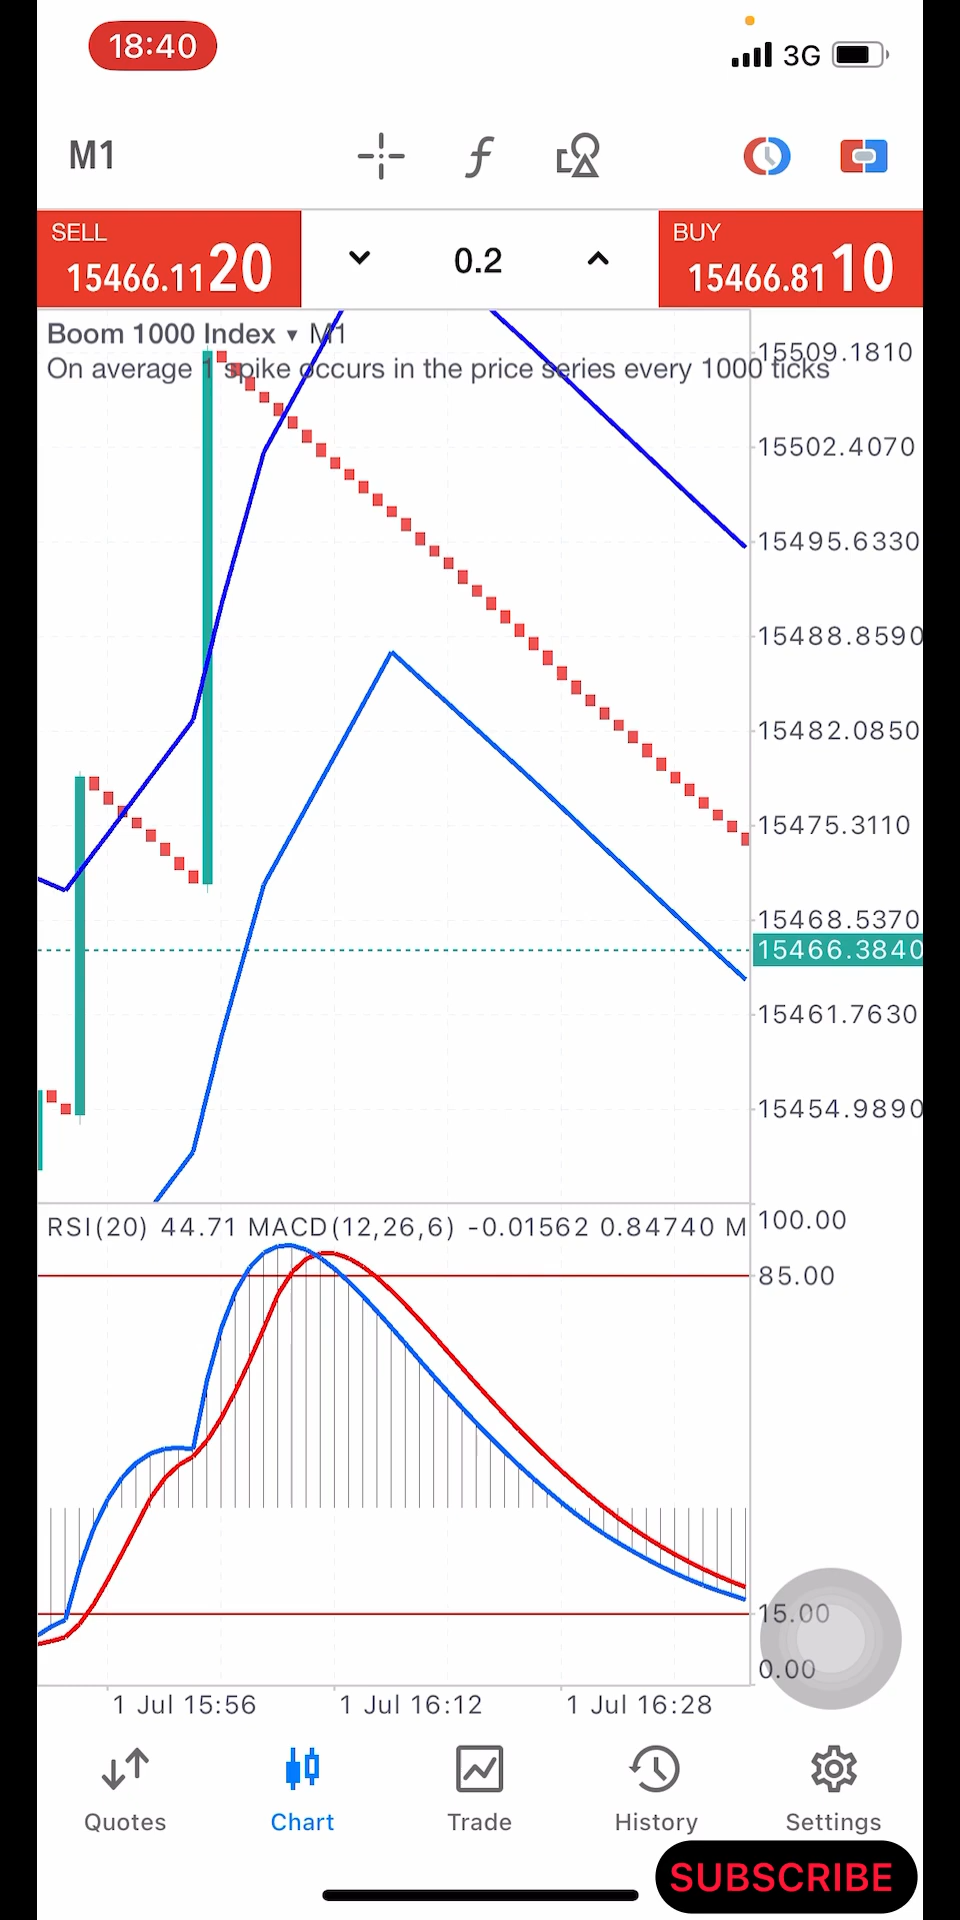 18:40
3G
M1
SELL
15466.1120
0.2
BUY
15466.8110
Boom 1000 Index ▾ M1
On average 1 spike occurs in the price series every 1000 ticks
15509.1810
15502.4070
15495.6330
15488.8590
15482.0850
15475.3110
15468.5370
15466.3840
15461.7630
15454.9890
RSI(20) 44.71 MACD(12,26,6) -0.01562 0.84740 M
100.00
85.00
15.00
0.00
1 Jul 15:56
1 Jul 16:12
1 Jul 16:28
Quotes
Chart
Trade
History
Settings
SUBSCRIBE